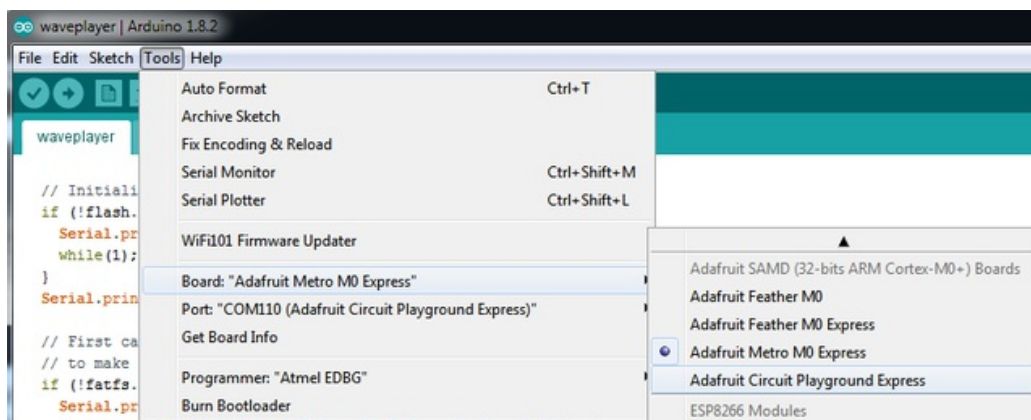 waveplayer | Arduino 1.8.2
File Edit Sketch Tools Help
Auto Format Ctrl+T
Archive Sketch
waveplayer
Fix Encoding & Reload
Serial Monitor Ctrl+Shift+M
Serial Plotter Ctrl+Shift+L
WiFi101 Firmware Updater
Board: "Adafruit Metro M0 Express"
Port: "COM110 (Adafruit Circuit Playground Express)"
Get Board Info
Programmer: "Atmel EDBG"
Burn Bootloader
Adafruit SAMD (32-bits ARM Cortex-M0+) Boards
Adafruit Feather M0
Adafruit Feather M0 Express
Adafruit Metro M0 Express
Adafruit Circuit Playground Express
ESP8266 Modules
// Initiali
if (!flash.
Serial.pr
while(1);
}
Serial.prin
// First ca
// to make
if (!fatfs.
Serial.pr